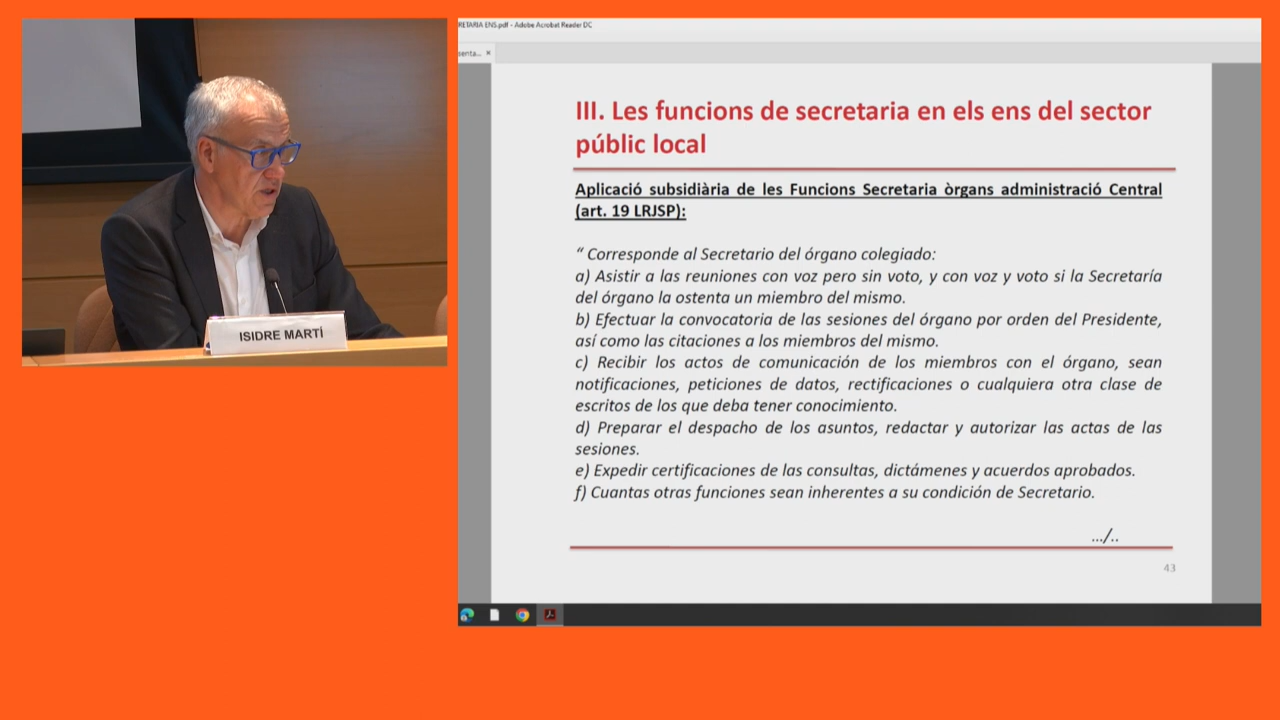 RETARIA ENS.pdf - Adobe Acrobat Reader DC
senta...
III. Les funcions de secretaria en els ens del sector
públic local
Aplicació subsidiària de les Funcions Secretaria òrgans administració Central
(art. 19 LRJSP):
“ Corresponde al Secretario del órgano colegiado:
a) Asistir a las reuniones con voz pero sin voto, y con voz y voto si la Secretaría
del órgano la ostenta un miembro del mismo.
b) Efectuar la convocatoria de las sesiones del órgano por orden del Presidente,
así como las citaciones a los miembros del mismo.
c) Recibir los actos de comunicación de los miembros con el órgano, sean
notificaciones, peticiones de datos, rectificaciones o cualquiera otra clase de
escritos de los que deba tener conocimiento.
d) Preparar el despacho de los asuntos, redactar y autorizar las actas de las
sesiones.
e) Expedir certificaciones de las consultas, dictámenes y acuerdos aprobados.
f) Cuantas otras funciones sean inherentes a su condición de Secretario.
.../..
43
ISIDRE MARTÍ